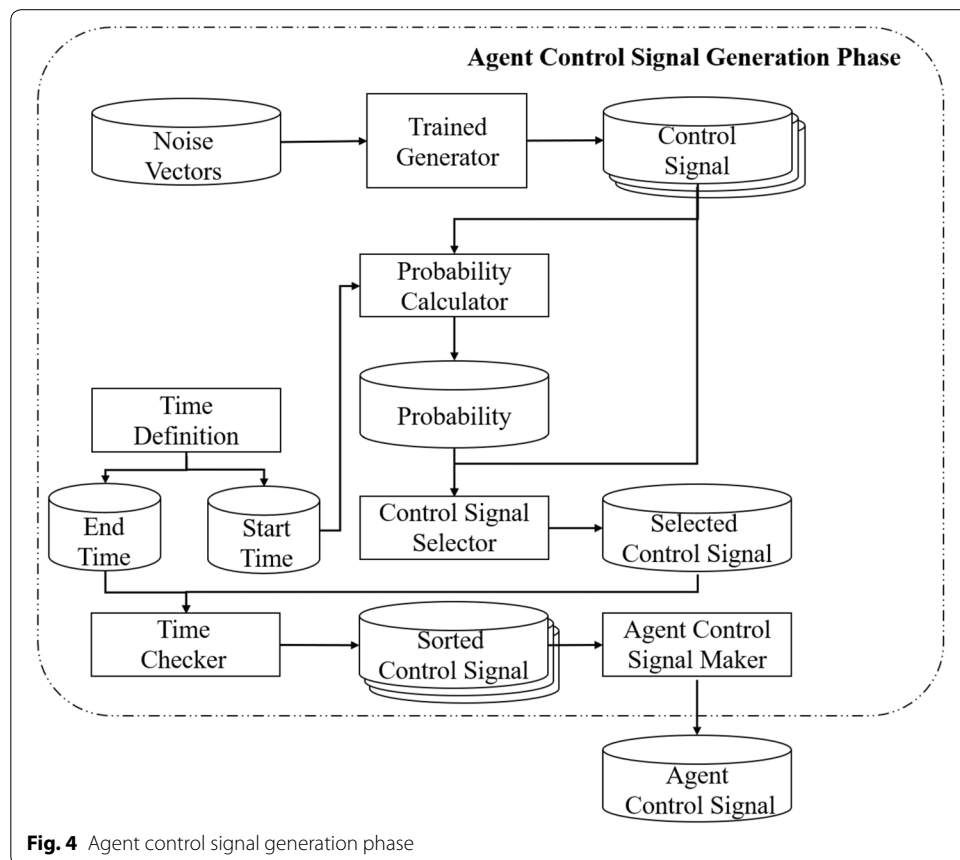 Agent Control Signal Generation Phase
Noise
Vectors
Trained
Generator
Control
Signal
Probability
Calculator
Probability
Time
Definition
End
Time
Start
Time
Control Signal
Selector
Selected
Control Signal
Time
Checker
Sorted
Control Signal
Agent Control
Signal Maker
Agent
Control Signal
Fig. 4 Agent control signal generation phase